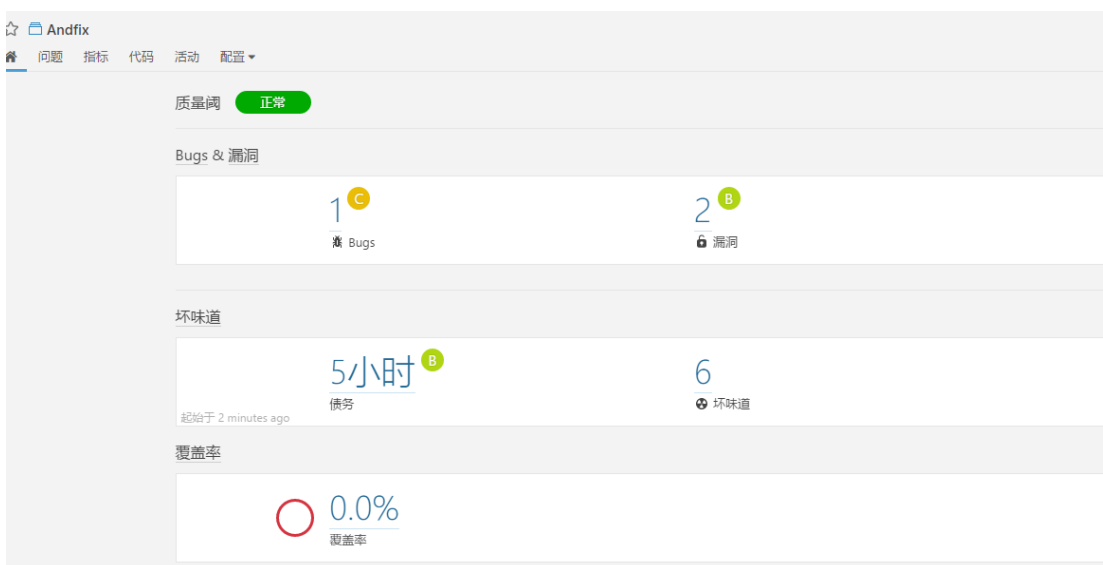 Andfix
问题 指标 代码 活动 配置
质量阈 正常
Bugs & 漏洞
1 C 2 B
Bugs 漏洞
坏味道
5小时 B 6
债务 坏味道
起始于 2 minutes ago
覆盖率
0.0%
覆盖率